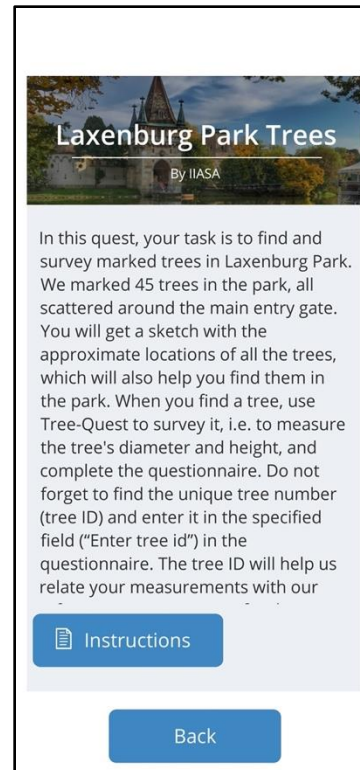 Laxenburg Park Trees
By IIASA
In this quest, your task is to find and
survey marked trees in Laxenburg Park.
We marked 45 trees in the park, all
scattered around the main entry gate.
You will get a sketch with the
approximate locations of all the trees,
which will also help you find them in
the park. When you find a tree, use
Tree-Quest to survey it, i.e. to measure
the tree's diameter and height, and
complete the questionnaire. Do not
forget to find the unique tree number
(tree ID) and enter it in the specified
field (“Enter tree id”) in the
questionnaire. The tree ID will help us
relate your measurements with our
Instructions
Back